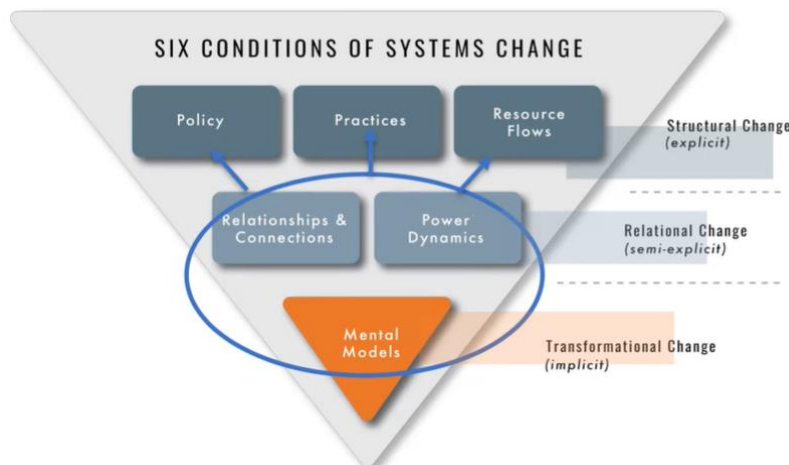 SIX CONDITIONS OF SYSTEMS CHANGE
Policy
Practices
Resource
Flows
Structural Change
(explicit)
Relationships &
Connections
Power
Dynamics
Relational Change
(semi-explicit)
Mental
Models
Transformational Change
(implicit)